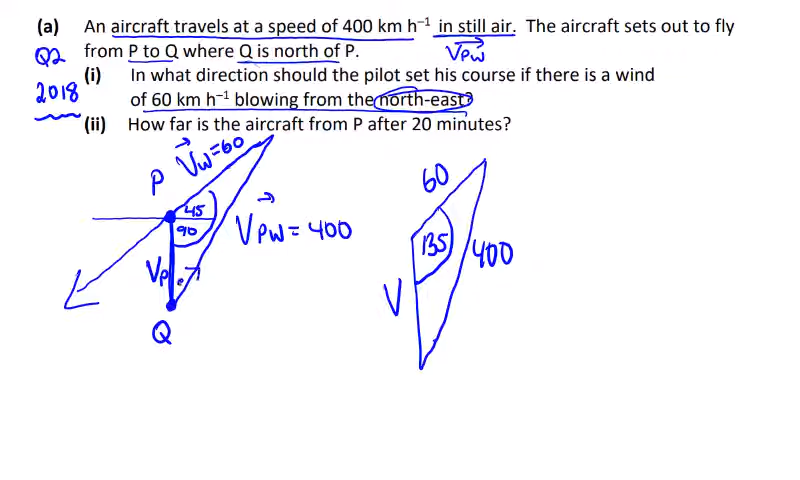 (a) An aircraft travels at a speed of 400 km h⁻¹ in still air. The aircraft sets out to fly
Q2 from P to Q where Q is north of P. VPW
2018 (i) In what direction should the pilot set his course if there is a wind
of 60 km h⁻¹ blowing from the north-east?
(ii) How far is the aircraft from P after 20 minutes?
P VW=60
45
90 VPW = 400
VP
Q
60
135 400
V